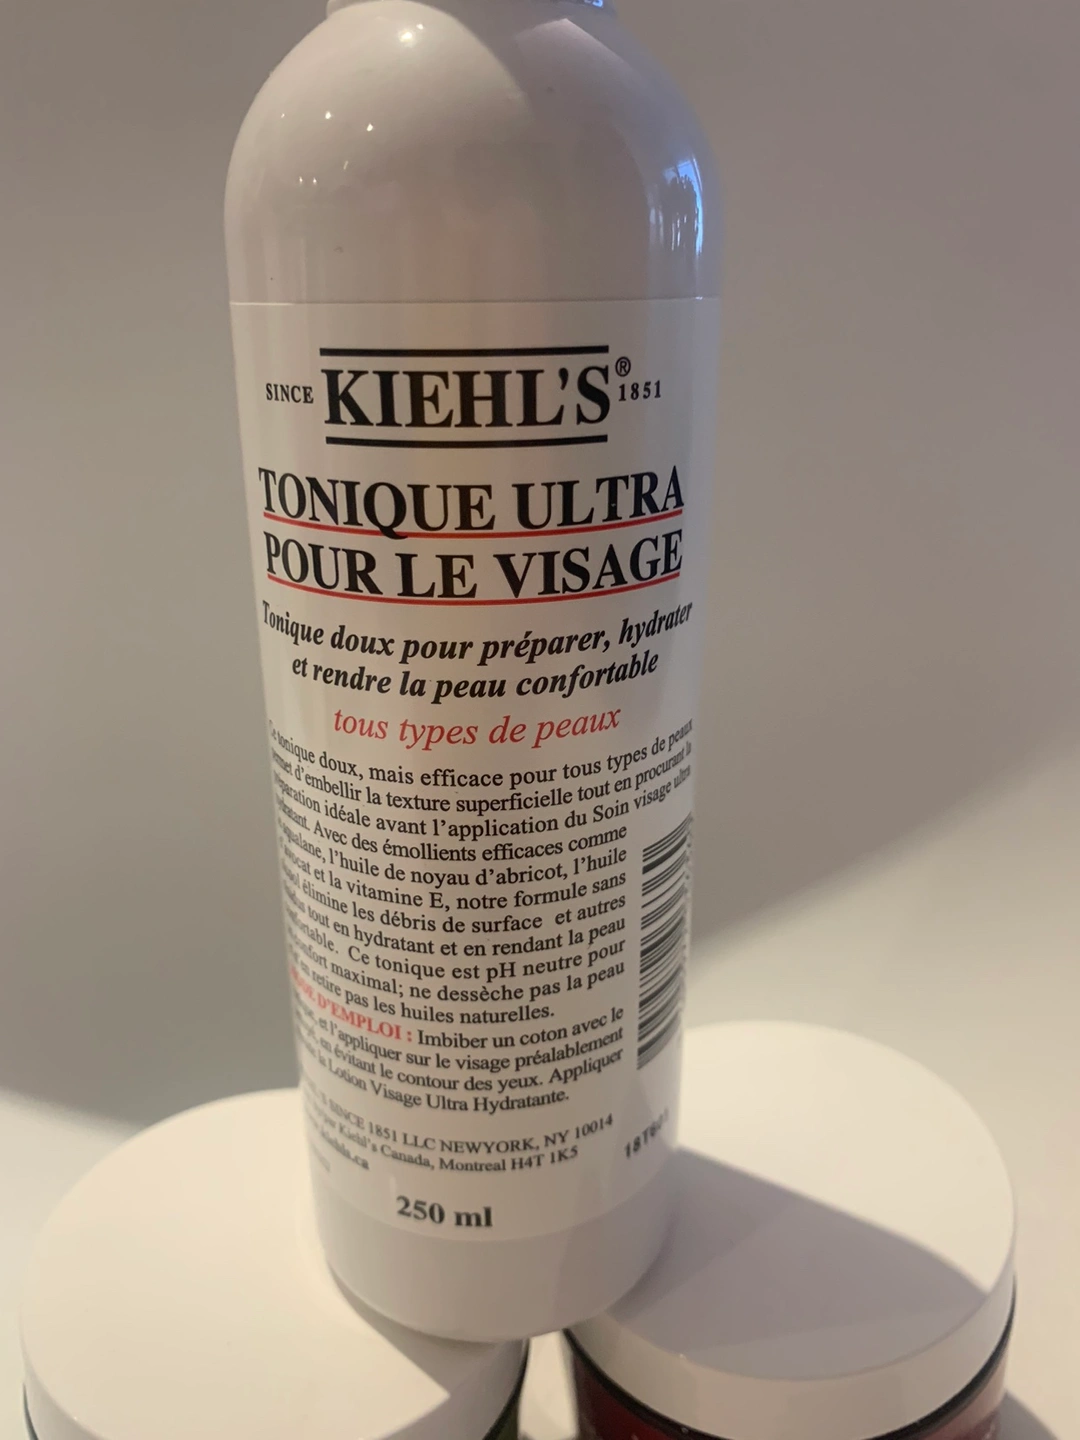 SINCE KIEHL'S® 1851
TONIQUE ULTRA
POUR LE VISAGE
Tonique doux pour préparer, hydrater
et rendre la peau confortable
tous types de peaux
tonique doux, mais efficace pour tous types de peaux
d'embellir la texture superficielle tout en procurant la
idéale avant l'application du Soin visage ultra
Avec des émollients efficaces comme
l'huile de noyau d'abricot, l'huile
et la vitamine E, notre formule sans
élimine les débris de surface et autres
tout en hydratant et en rendant la peau
Ce tonique est pH neutre pour
maximal; ne dessèche pas la peau
retire pas les huiles naturelles.
D'EMPLOI : Imbiber un coton avec le
et l'appliquer sur le visage préalablement
en évitant le contour des yeux. Appliquer
la Lotion Visage Ultra Hydratante.
SINCE 1851 LLC NEWYORK, NY 10014
Kiehl's Canada, Montreal H4T 1K5
250 ml